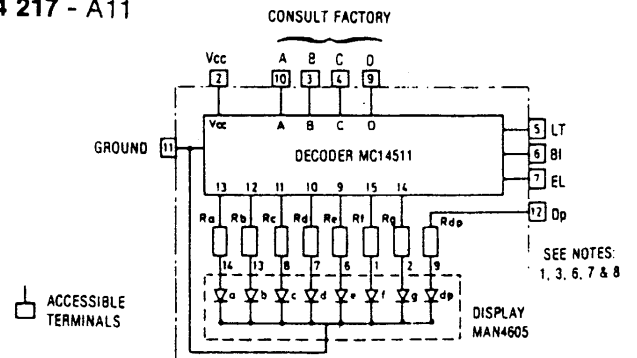 4 217 - A11
CONSULT FACTORY
Vcc A B C D
2 10 3 4 9
Vcc A B C D
GROUND 11
DECODER MC14511
5 LT
6 BI
7 EL
13 12 11 10 9 15 14
12 Dp
Ra Rb Rc Rd Re Rf Rg Rdp
SEE NOTES:
1, 3, 6, 7 & 8
14 13 8 7 6 1 2 9
a b c d e f g dp
ACCESSIBLE
TERMINALS
DISPLAY
MAN4605